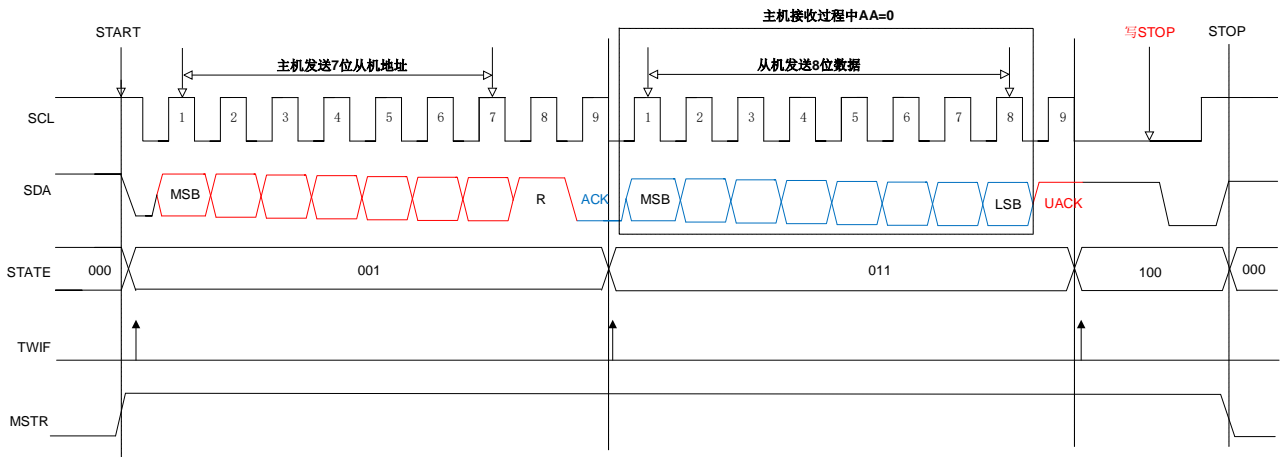 主机接收过程中AA=0
START
写STOP
STOP
主机发送7位从机地址
从机发送8位数据
SCL
1 2 3 4 5 6 7 8 9 1 2 3 4 5 6 7 8 9
SDA
MSB R ACK MSB LSB UACK
STATE 000 001 011 100 000
TWIF
MSTR